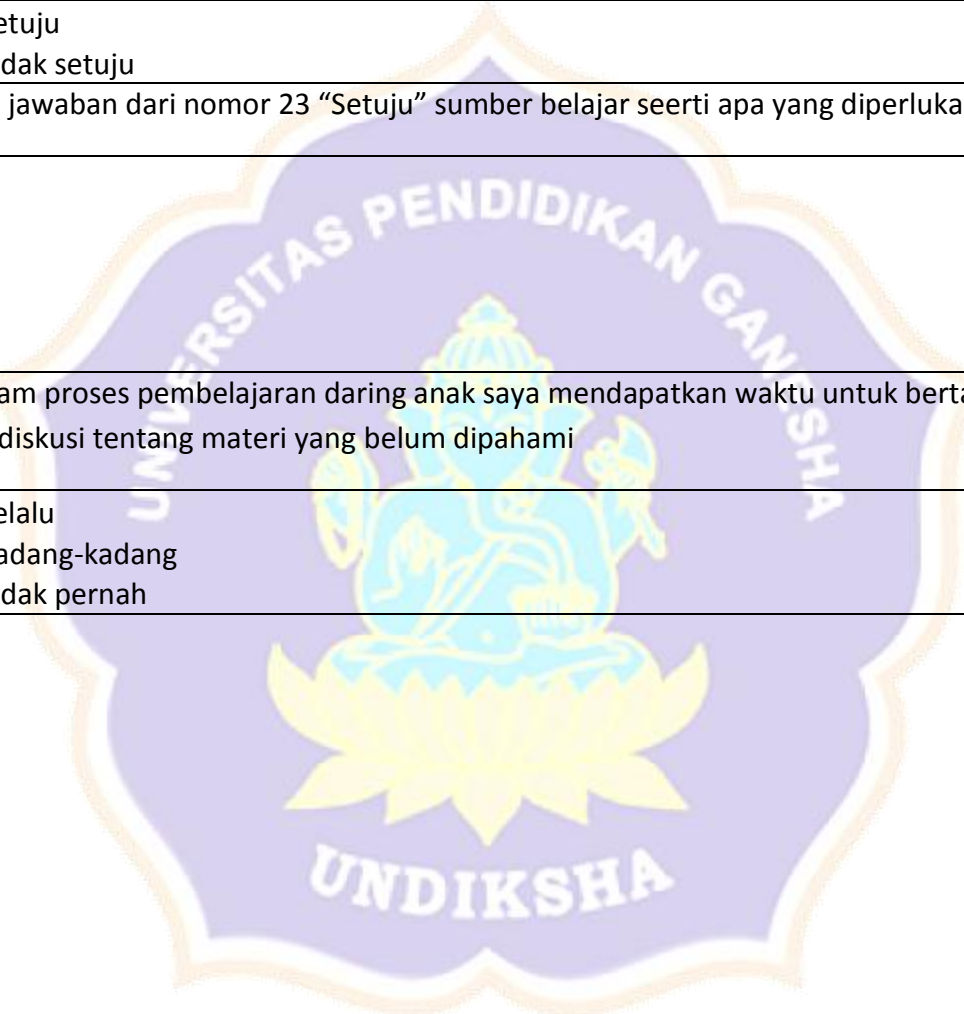 etuju
dak setuju
jawaban dari nomor 23 “Setuju” sumber belajar seerti apa yang diperluka
UNIVERSITAS PENDIDIKAN GANESHA
am proses pembelajaran daring anak saya mendapatkan waktu untuk berta
diskusi tentang materi yang belum dipahami
elalu
adang-kadang
dak pernah
UNDIKSHA